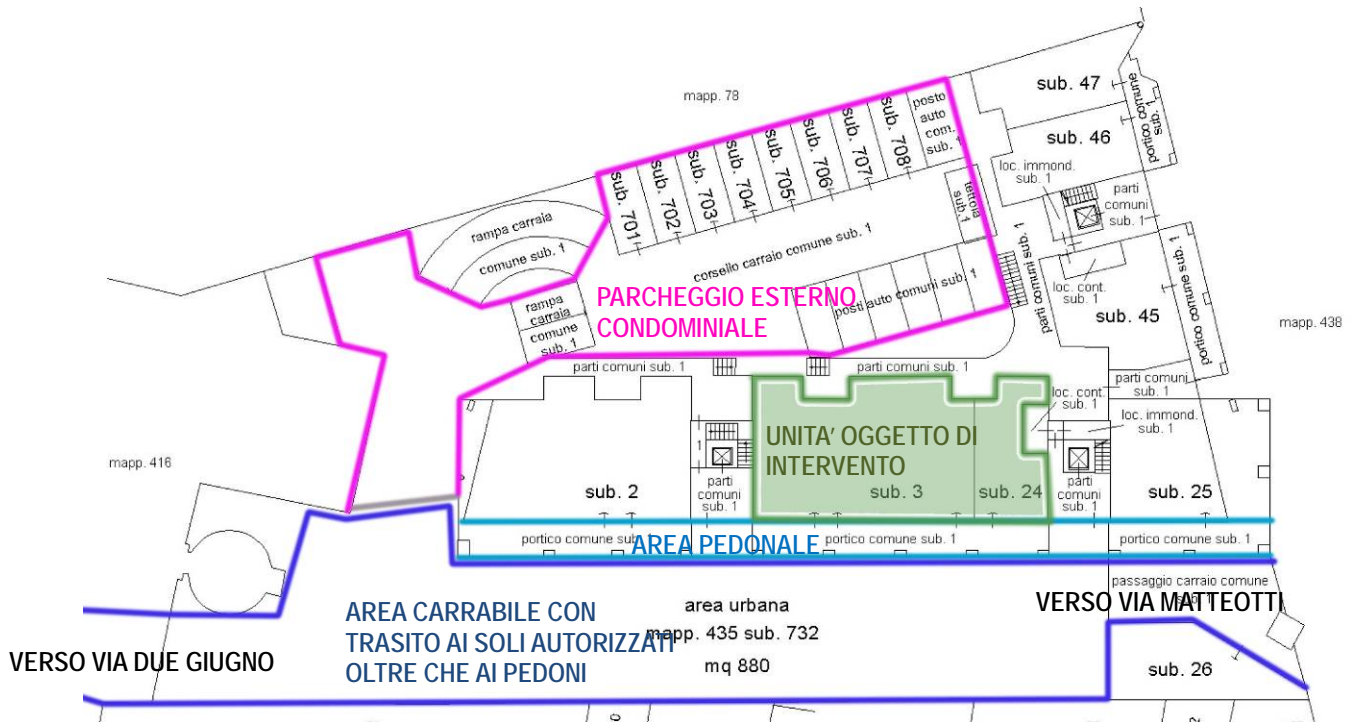 mapp. 78
sub. 701
sub. 702
sub. 703
sub. 704
sub. 705
sub. 706
sub. 707
sub. 708
posto
auto
com.
sub. 1
sub. 47
sub. 46
portico comune
sub. 1
loc. immond.
sub. 1
parti
comuni
sub. 1
tettoia
sub. 1
rampa carraia
comune sub. 1
corsello carraio comune sub. 1
parti comuni sub. 1
loc. cont.
sub. 1
sub. 45
portico comune sub. 1
mapp. 438
rampa
carraia
comune
sub. 1
PARCHEGGIO ESTERNO
CONDOMINIALE
posti auto comuni sub. 1
parti comuni sub. 1
parti comuni sub. 1
parti comuni
sub. 1
loc. cont.
sub. 1
loc. immond.
sub. 1
mapp. 416
UNITA' OGGETTO DI
INTERVENTO
sub. 2
parti
comuni
sub. 1
sub. 3
sub. 24
parti
comuni
sub. 1
sub. 25
portico comune sub. 1
AREA PEDONALE
portico comune sub. 1
portico comune sub. 1
passaggio carraio comune
sub. 1
VERSO VIA MATTEOTTI
AREA CARRABILE CON
TRASITO AI SOLI AUTORIZZATI
OLTRE CHE AI PEDONI
area urbana
mapp. 435 sub. 732
mq 880
VERSO VIA DUE GIUGNO
sub. 26